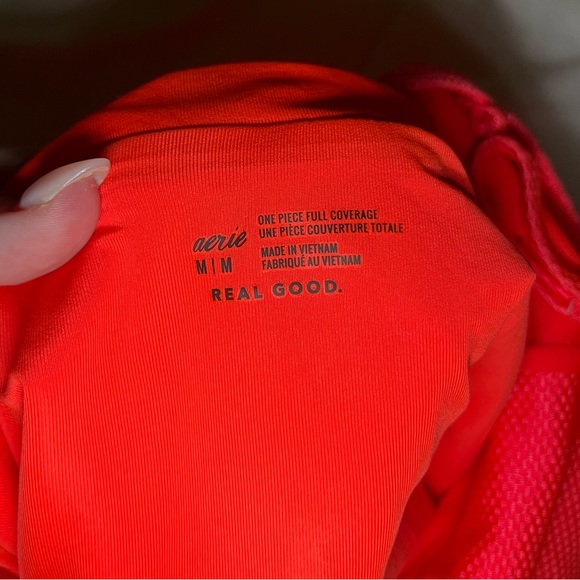 aerie
ONE PIECE FULL COVERAGE
UNE PIÈCE COUVERTURE TOTALE
M|M
MADE IN VIETNAM
FABRIQUÉ AU VIETNAM
REAL GOOD.